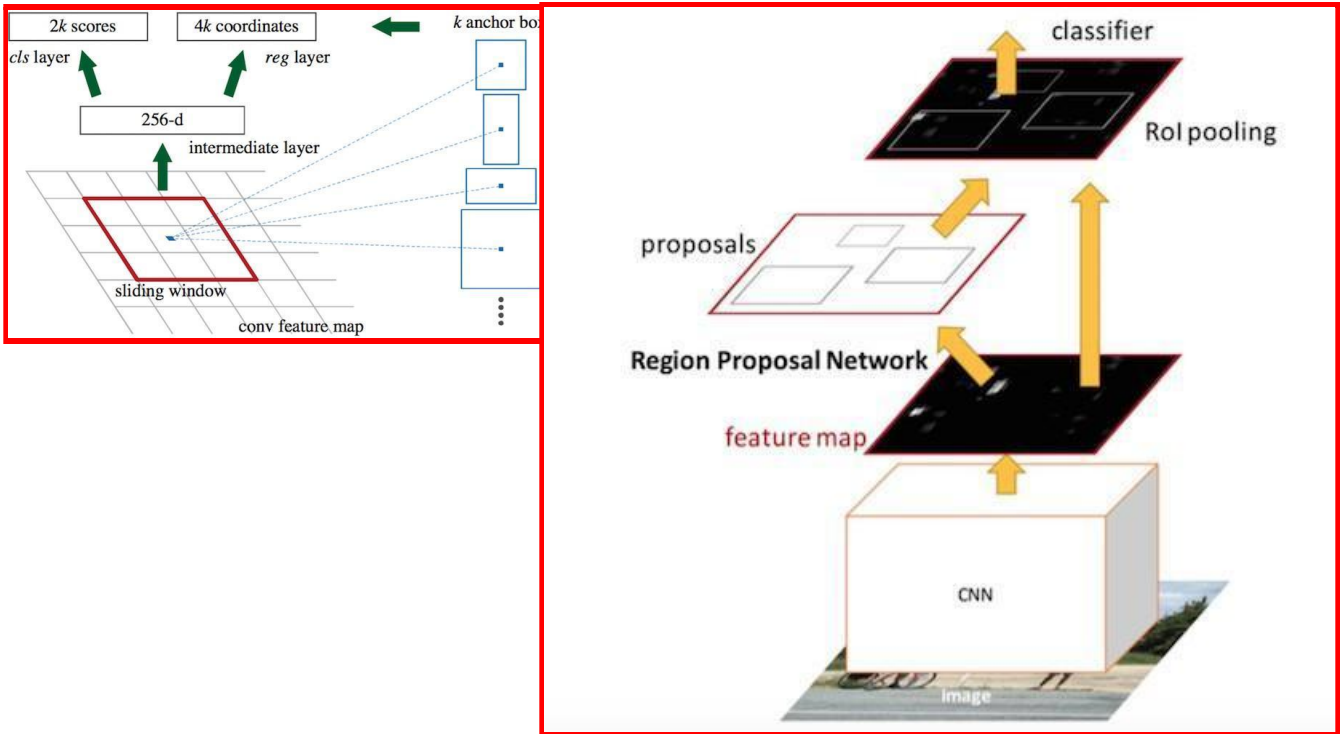 2k scores
4k coordinates
k anchor bo
cls layer
reg layer
256-d
intermediate layer
sliding window
conv feature map
classifier
RoI pooling
proposals
Region Proposal Network
feature map
CNN
image